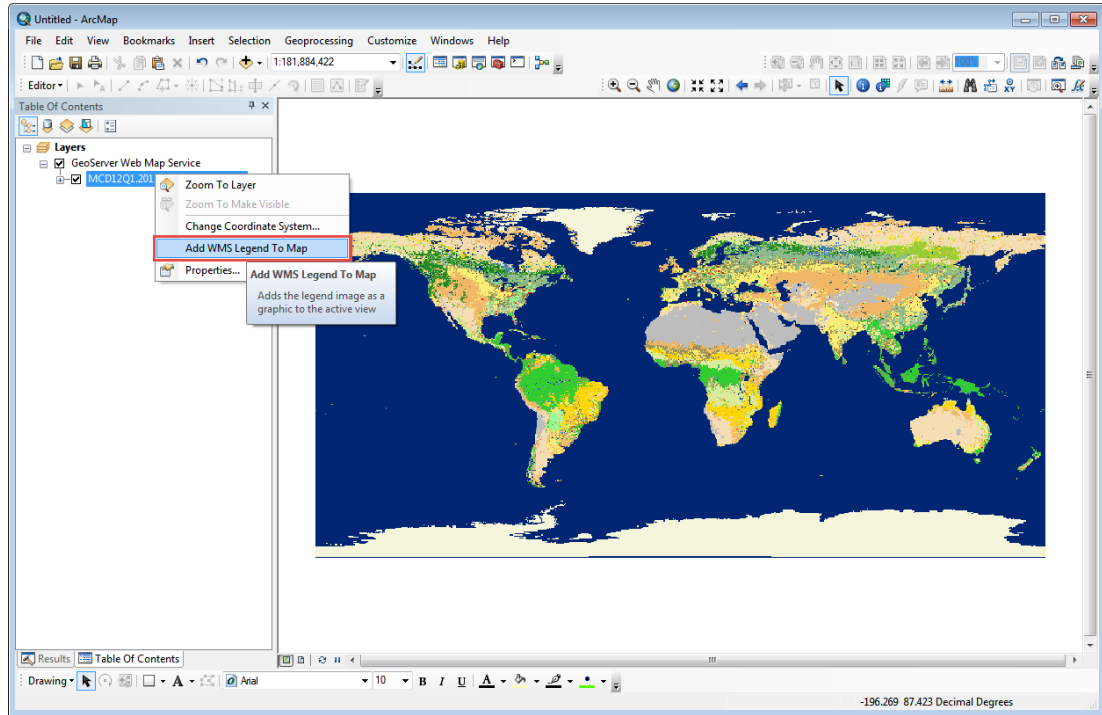 Untitled - ArcMap
File Edit View Bookmarks Insert Selection Geoprocessing Customize Windows Help
1:181,884,422
100%
Editor
Table Of Contents
Layers
GeoServer Web Map Service
MCD12Q1.201
Zoom To Layer
Zoom To Make Visible
Change Coordinate System...
Add WMS Legend To Map
Properties...
Add WMS Legend To Map
Adds the legend image as a
graphic to the active view
Results Table Of Contents
Drawing A Arial 10 B I U A
-196.269 87.423 Decimal Degrees